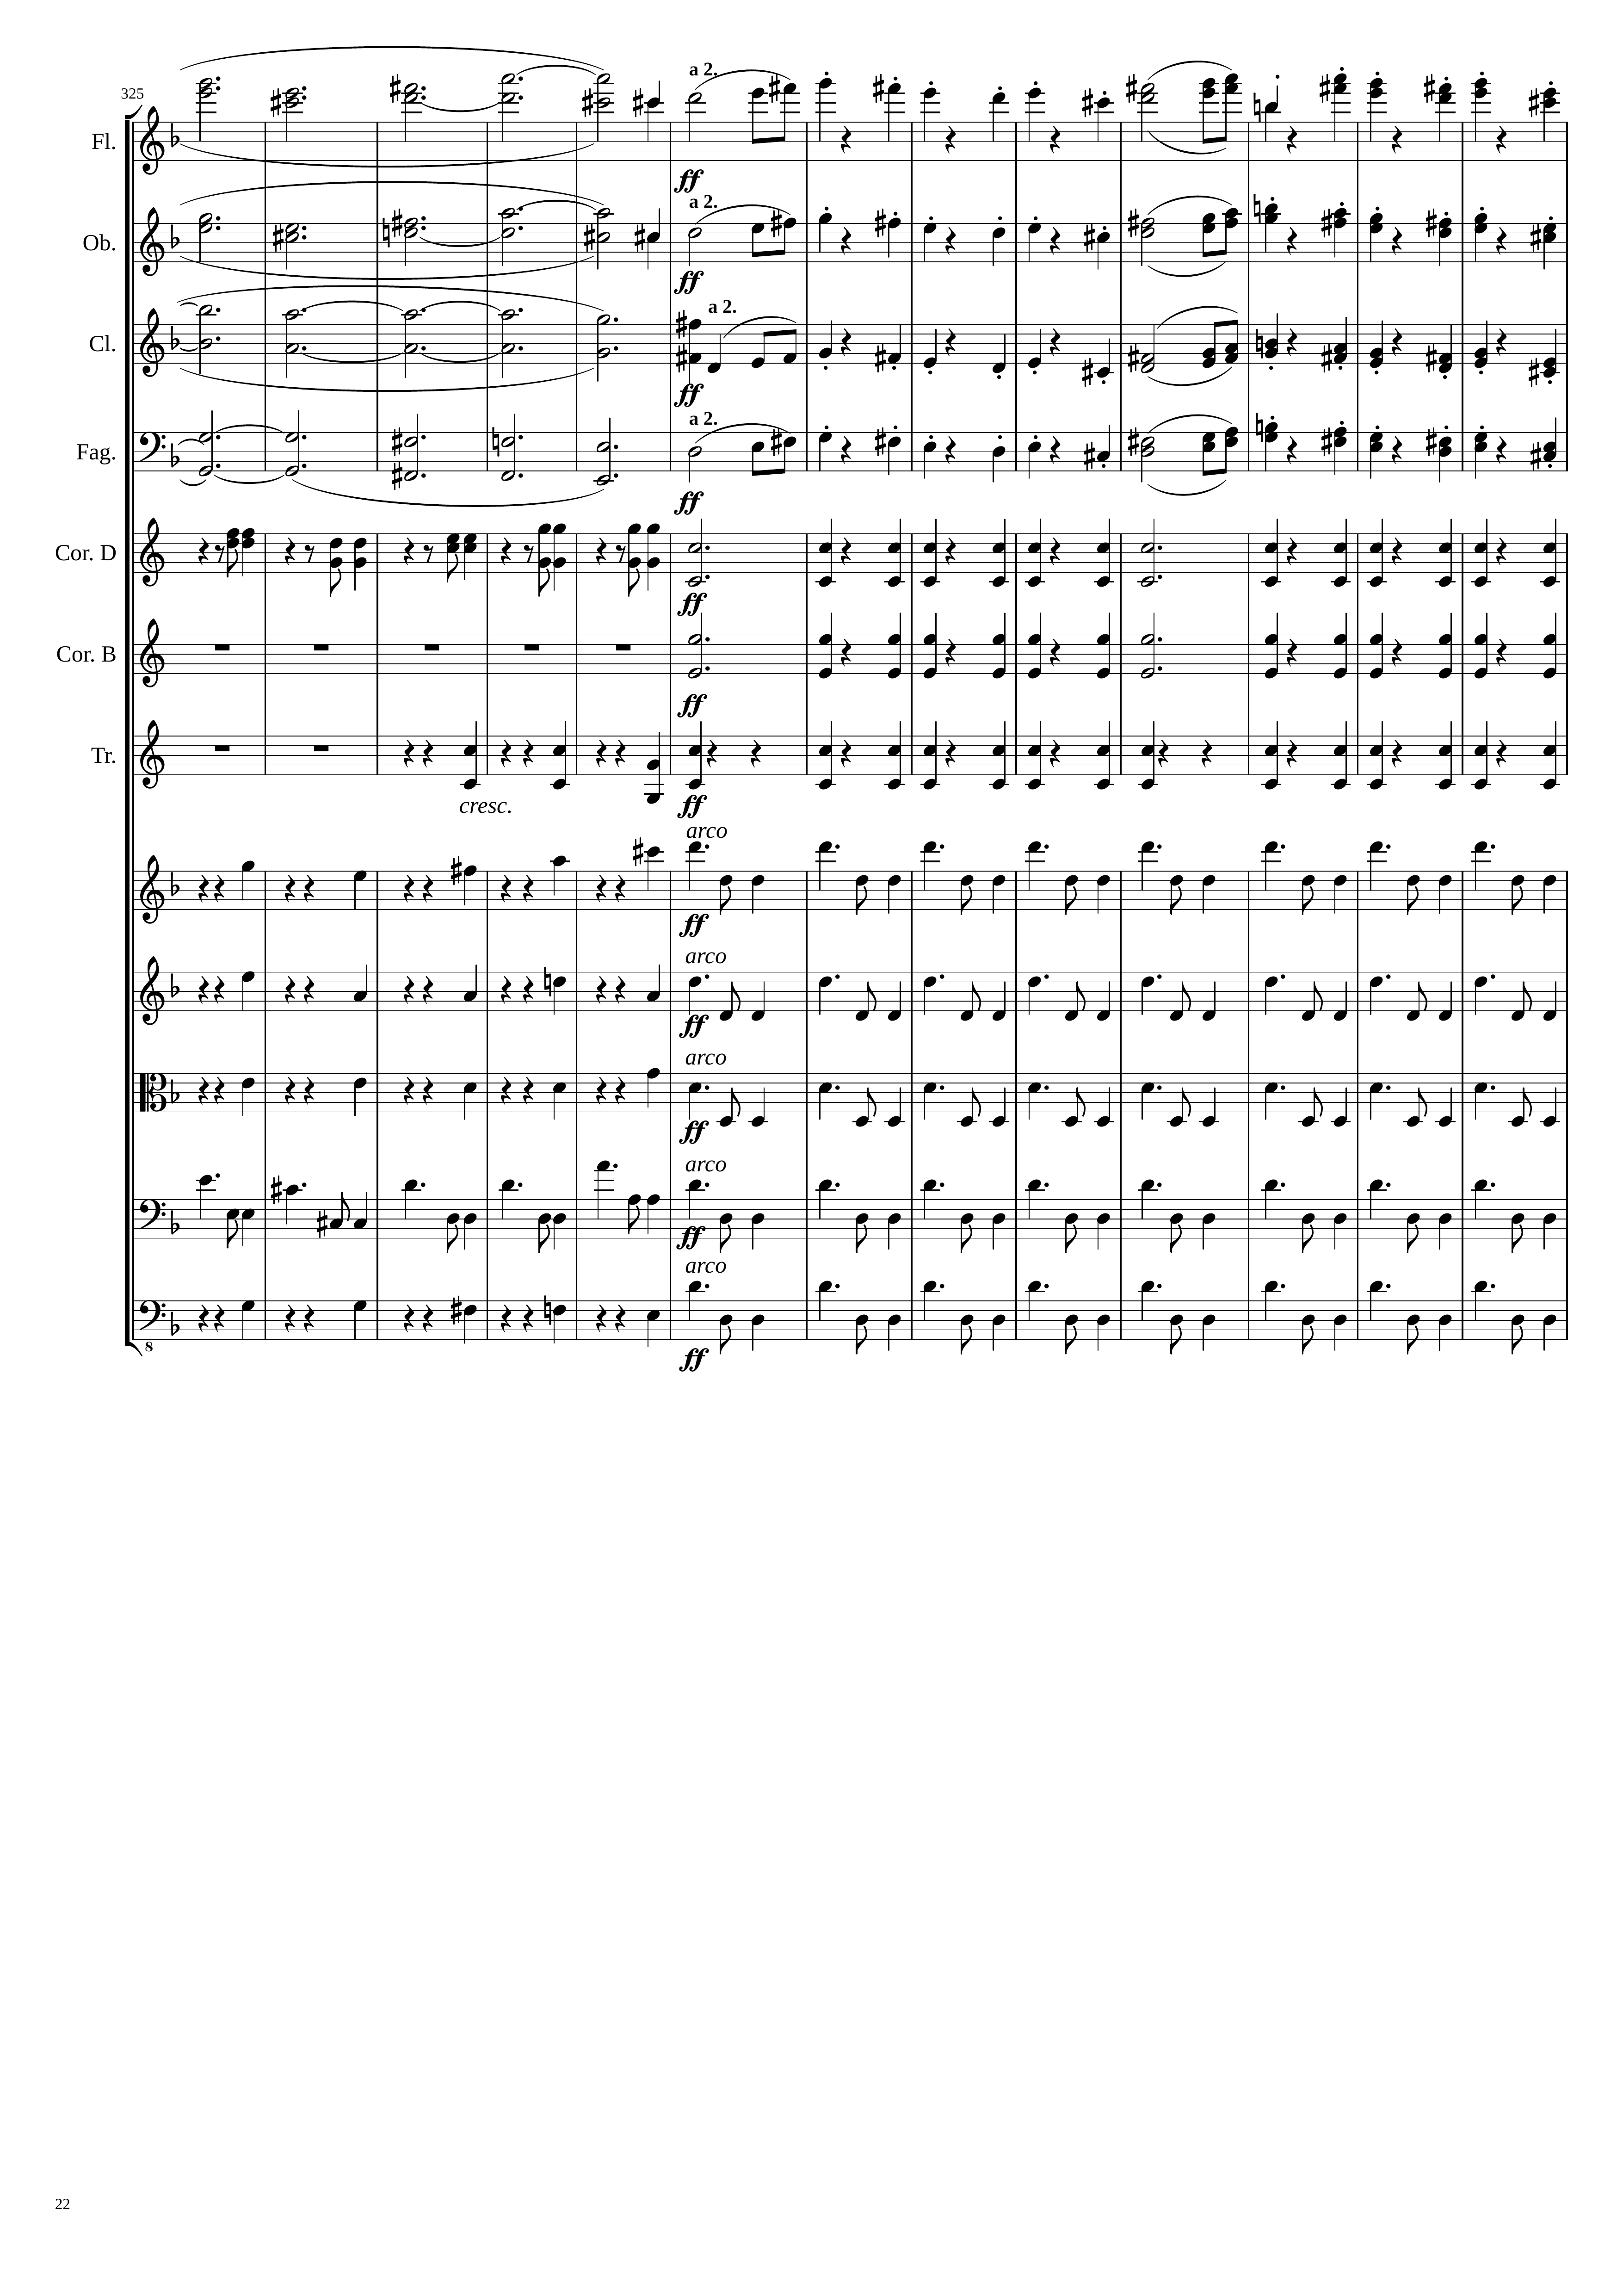 a 2.
325
Fl.
ff
a 2.
Ob.
ff
a 2.
Cl.
ff
a 2.
Fag.
ff
Cor. D
ff
Cor. B
ff
Tr.
cresc.
ff
arco
ff
arco
ff
arco
ff
arco
ff
arco
8
ff
22